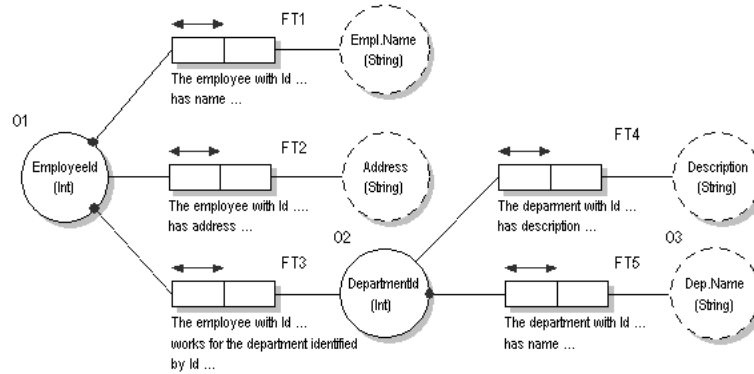 FT1
Empl.Name
(String)
The employee with Id ...
has name ...
O1
EmployeeId
(Int)
FT2
Address
(String)
The employee with Id ....
has address ...
FT4
Description
(String)
The deparment with Id ...
has description ...
O2
FT3
DepartmentId
(Int)
The employee with Id ...
works for the department identified
by Id ...
O3
FT5
Dep.Name
(String)
The department with Id ...
has name ...